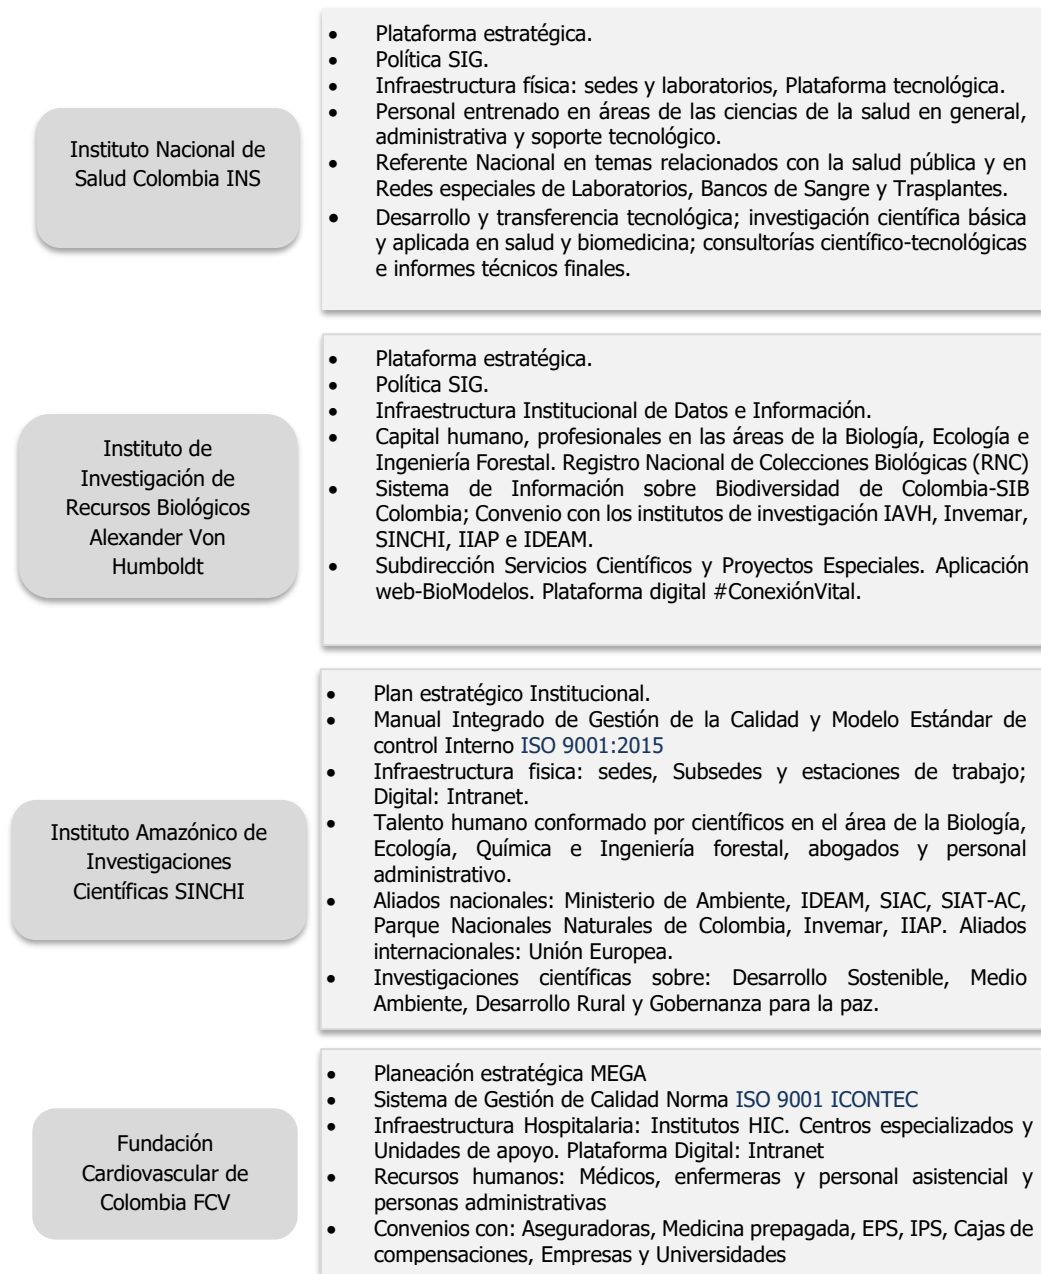 Instituto Nacional de
Salud Colombia INS
• Plataforma estratégica.
• Política SIG.
• Infraestructura física: sedes y laboratorios, Plataforma tecnológica.
• Personal entrenado en áreas de las ciencias de la salud en general,
administrativa y soporte tecnológico.
• Referente Nacional en temas relacionados con la salud pública y en
Redes especiales de Laboratorios, Bancos de Sangre y Trasplantes.
• Desarrollo y transferencia tecnológica; investigación científica básica
y aplicada en salud y biomedicina; consultorías científico-tecnológicas
e informes técnicos finales.
Instituto de
Investigación de
Recursos Biológicos
Alexander Von
Humboldt
• Plataforma estratégica.
• Política SIG.
• Infraestructura Institucional de Datos e Información.
• Capital humano, profesionales en las áreas de la Biología, Ecología e
Ingeniería Forestal. Registro Nacional de Colecciones Biológicas (RNC)
• Sistema de Información sobre Biodiversidad de Colombia-SIB
Colombia; Convenio con los institutos de investigación IAVH, Invemar,
SINCHI, IIAP e IDEAM.
• Subdirección Servicios Científicos y Proyectos Especiales. Aplicación
web-BioModelos. Plataforma digital #ConexiónVital.
Instituto Amazónico de
Investigaciones
Científicas SINCHI
• Plan estratégico Institucional.
• Manual Integrado de Gestión de la Calidad y Modelo Estándar de
control Interno ISO 9001:2015
• Infraestructura fisica: sedes, Subsedes y estaciones de trabajo;
Digital: Intranet.
• Talento humano conformado por científicos en el área de la Biología,
Ecología, Química e Ingeniería forestal, abogados y personal
administrativo.
• Aliados nacionales: Ministerio de Ambiente, IDEAM, SIAC, SIAT-AC,
Parque Nacionales Naturales de Colombia, Invemar, IIAP. Aliados
internacionales: Unión Europea.
• Investigaciones científicas sobre: Desarrollo Sostenible, Medio
Ambiente, Desarrollo Rural y Gobernanza para la paz.
Fundación
Cardiovascular de
Colombia FCV
• Planeación estratégica MEGA
• Sistema de Gestión de Calidad Norma ISO 9001 ICONTEC
• Infraestructura Hospitalaria: Institutos HIC. Centros especializados y
Unidades de apoyo. Plataforma Digital: Intranet
• Recursos humanos: Médicos, enfermeras y personal asistencial y
personas administrativas
• Convenios con: Aseguradoras, Medicina prepagada, EPS, IPS, Cajas de
compensaciones, Empresas y Universidades